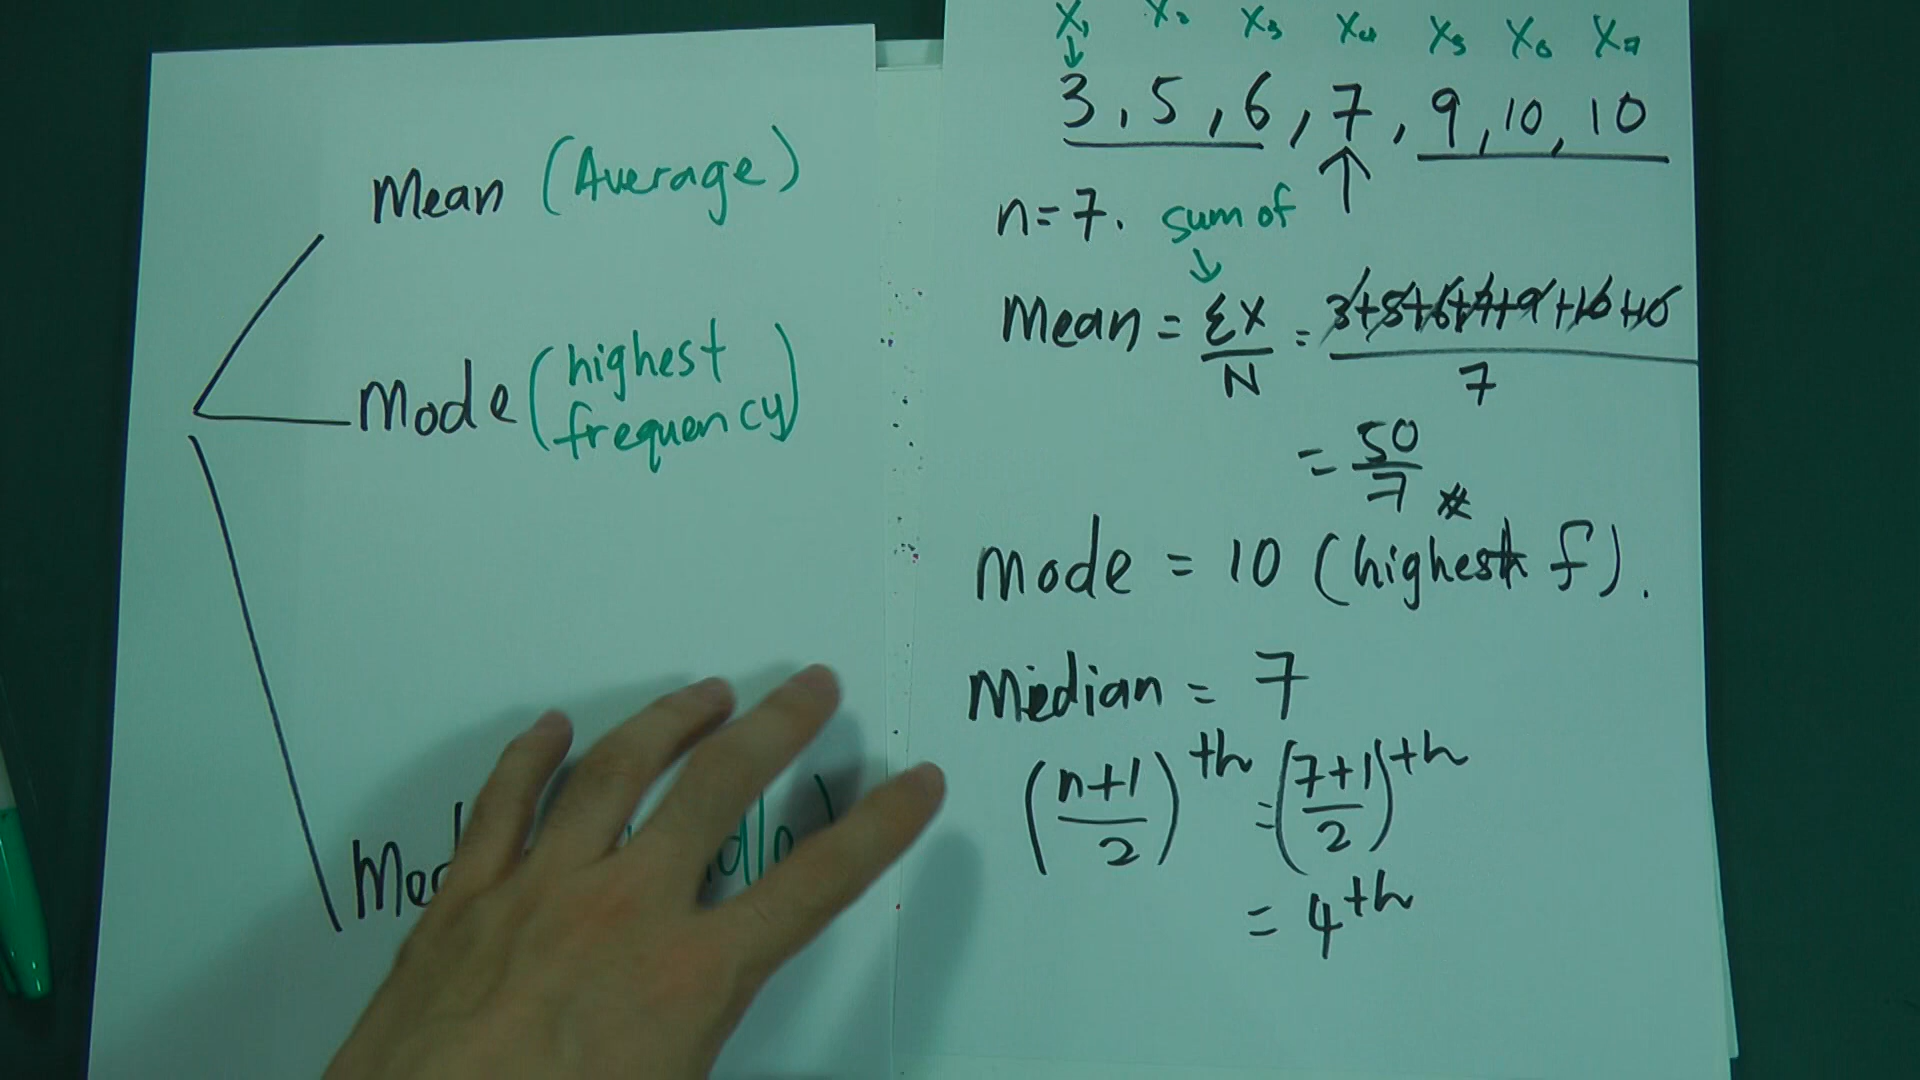 Mean (Average)
Mode (highest
frequency)
X₁ X₂ X₃ X₄ X₅ X₆ X₇
↓
3, 5, 6, 7, 9, 10, 10
↑
n=7. sum of
↓
Mean = ΣX/N = 3+5+6+7+9+10+10/7
= 50/7
Mode = 10 (highest f).
Median = 7
(n+1/2)th = (7+1/2)th
= 4th